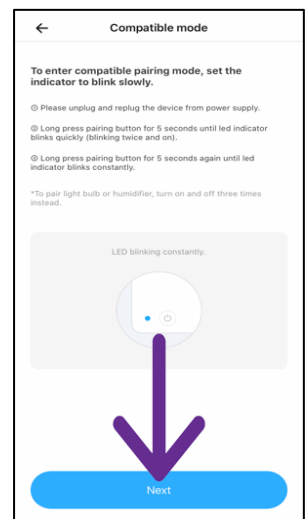 Compatible mode
To enter compatible pairing mode, set the
indicator to blink slowly.
① Please unplug and replug the device from power supply.
② Long press pairing button for 5 seconds until led indicator
blinks quickly (blinking twice and on).
③ Long press pairing button for 5 seconds again until led
indicator blinks constantly.
*To pair light bulb or humidifier, turn on and off three times
instead.
LED blinking constantly.
Next